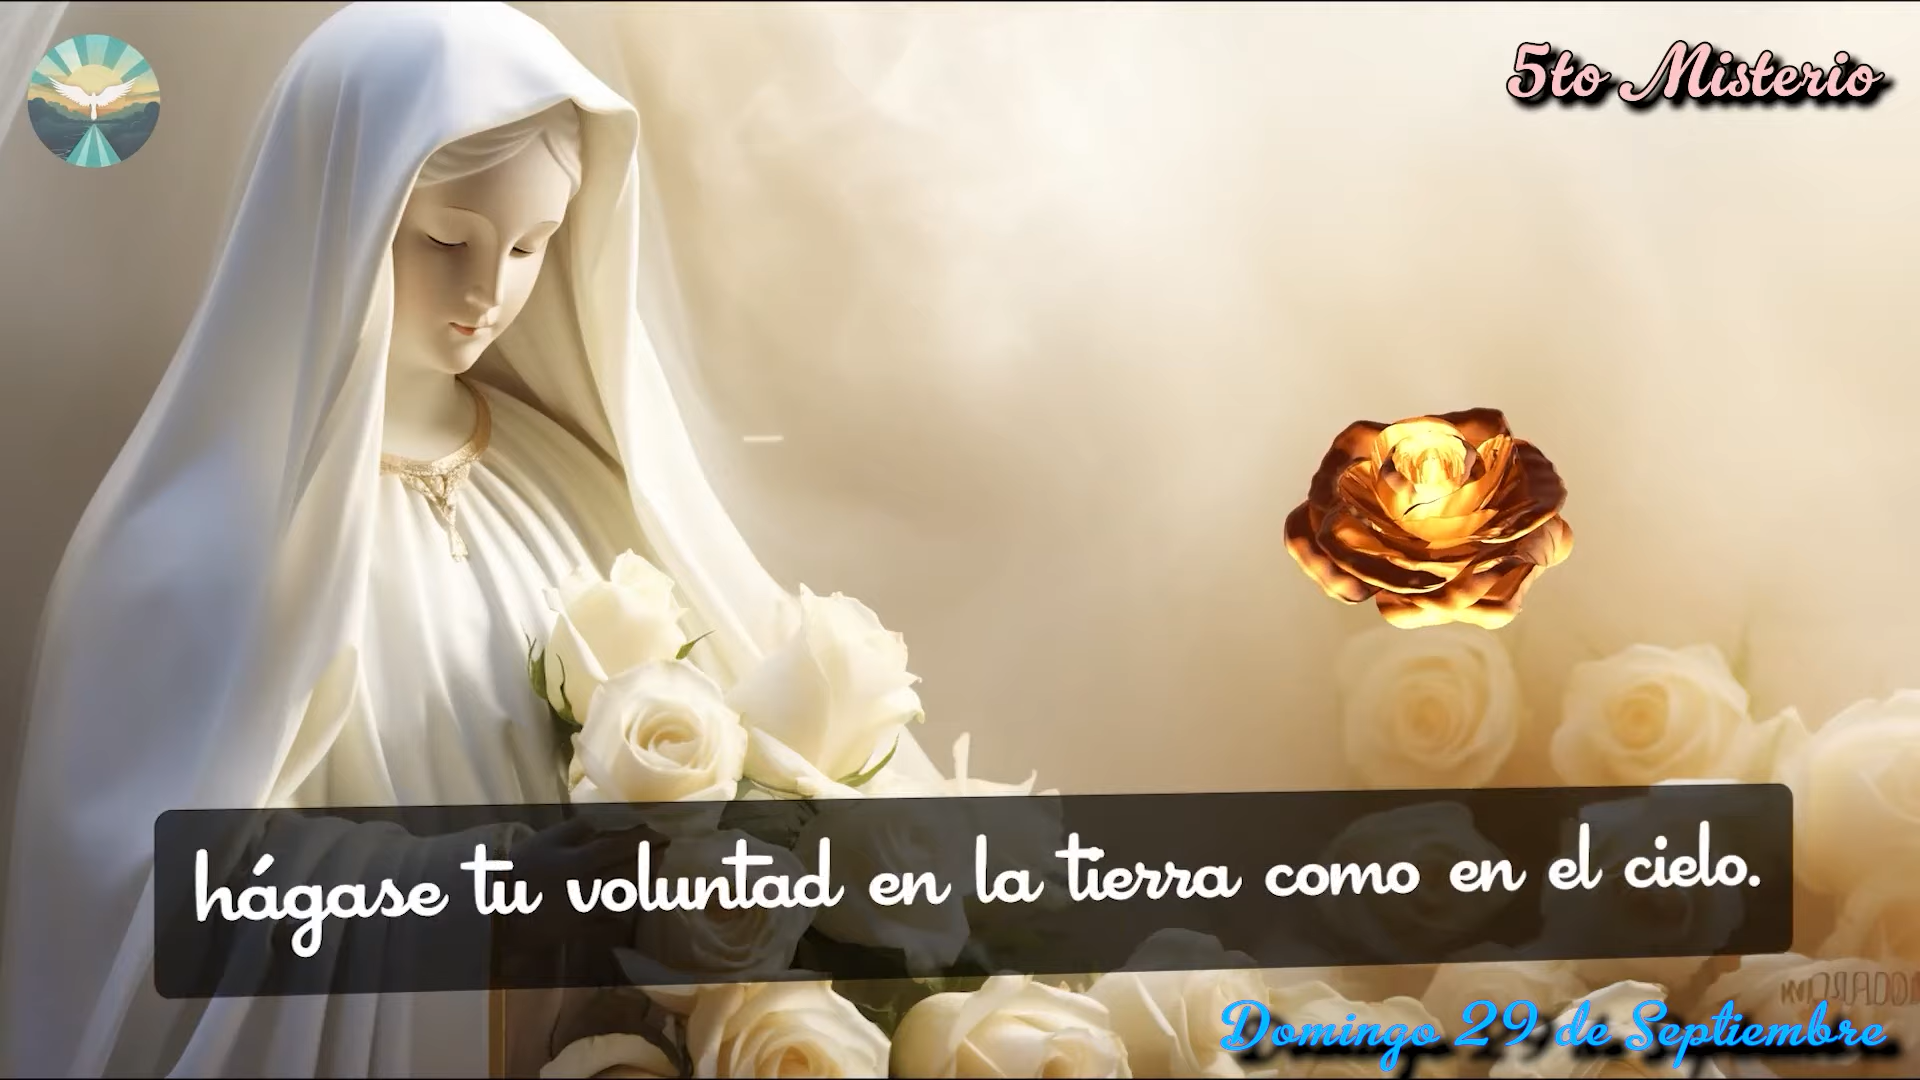 5to Misterio
hágase tu voluntad en la tierra como en el cielo.
Domingo 29 de Septiembre